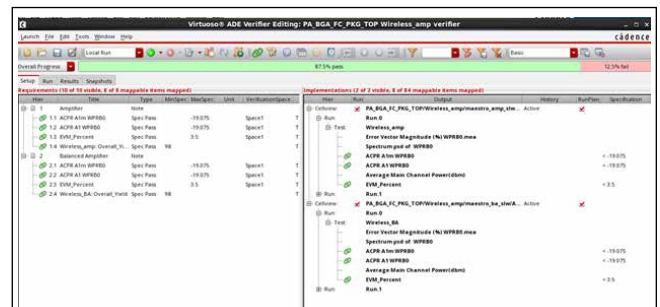 Virtuoso® ADE Verifier Editing: PA_BGA_FC_PKG_TOP Wireless_amp verifier
Launch File Edit Tools Window Help
cādence
Local Run
Basic
Overall Progress
87.5% pass
12.5% fail
Setup Run Results Snapshots
Requirements (10 of 10 visible, 8 of 8 mappable items mapped)
Hier Title Type MinSpec MaxSpec Unit VerificationSpace
1 Amplifier Note
1.1 ACPR A1m WPRB0 Spec Pass -19.075 Space1 T
1.2 ACPR A1 WPRB0 Spec Pass -19.075 Space1 T
1.3 EVM_Percent Spec Pass 3.5 Space1 T
1.4 Wireless_amp: Overall_Yi... Spec Pass 98 T
2 Balanced Amplifier Note
2.1 ACPR A1m WPRB0 Spec Pass -19.075 Space1 T
2.2 ACPR A1 WPRB0 Spec Pass -19.075 Space1 T
2.3 EVM_Percent Spec Pass 3.5 Space1 T
2.4 Wireless_BA: Overall_Yield Spec Pass 98 T
Implementations (2 of 2 visible, 8 of 84 mappable items mapped)
Hier Run Output History RunPlan Specification
Cellview PA_BGA_FC_PKG_TOP/Wireless_amp/maestro_amp_slw... Active
Run Run.0
Test Wireless_amp
Error Vector Magnitude (%) WPRB0.mea
Spectrum psd of WPRB0
ACPR A1m WPRB0 < -19.075
ACPR A1 WPRB0 < -19.075
Average Main Channel Power(dbm)
EVM_Percent < 3.5
Run Run.1
Cellview PA_BGA_FC_PKG_TOP/Wireless_amp/maestro_ba_slw/A... Active
Run Run.0
Test Wireless_BA
Error Vector Magnitude (%) WPRB0.mea
Spectrum psd of WPRB0
ACPR A1m WPRB0 < -19.075
ACPR A1 WPRB0 < -19.075
Average Main Channel Power(dbm)
EVM_Percent < 3.5
Run Run.1